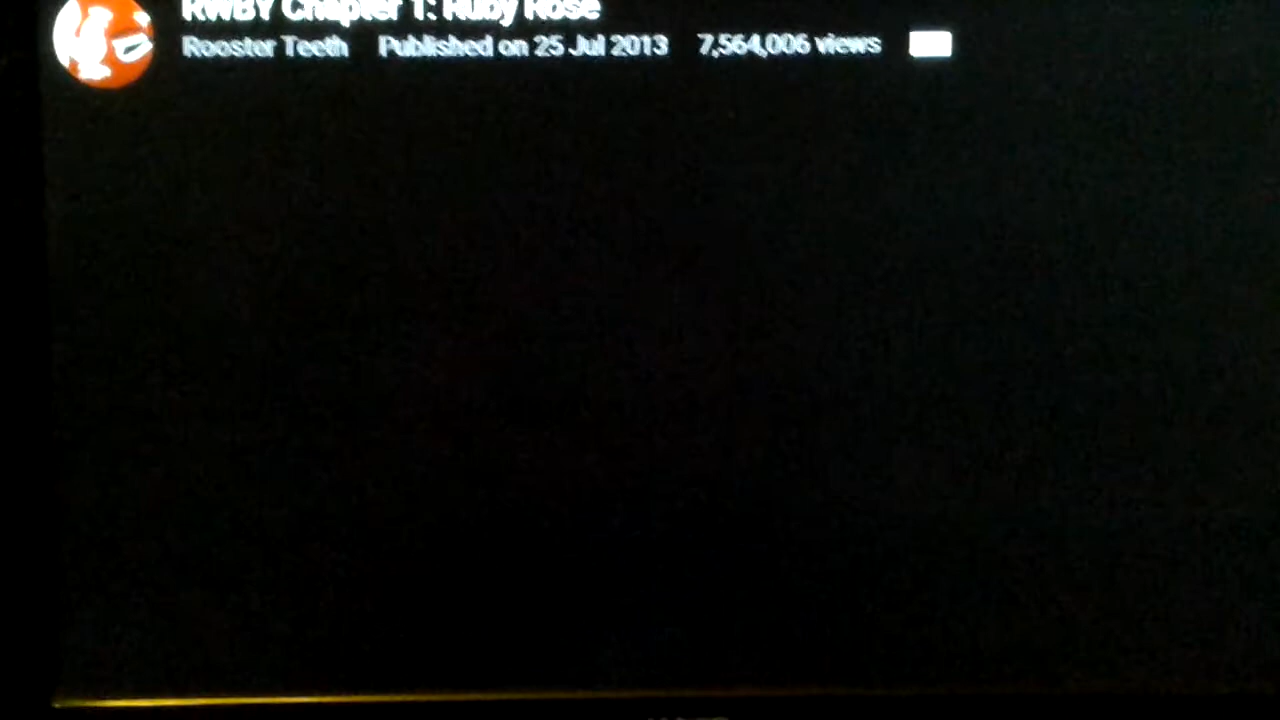 RWBY Chapter 1: Ruby Rose
Rooster Teeth Published on 25 Jul 2013 7,564,006 views